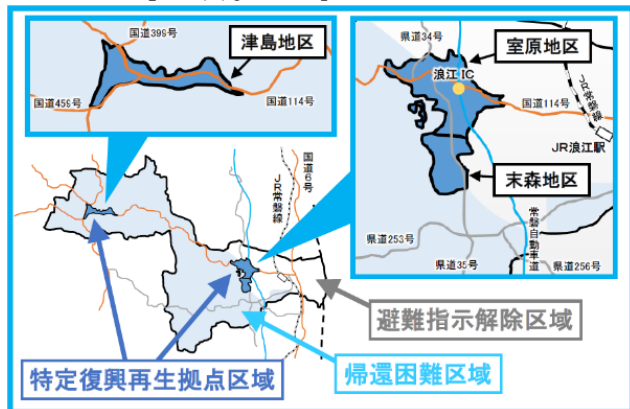 国道399号
津島地区
国道459号
国道114号
県道34号
室原地区
浪江IC
国道114号
JR常磐線
JR浪江駅
末森地区
常磐自動車道
県道253号
県道35号
県道256号
JR常磐線
国道6号
避難指示解除区域
特定復興再生拠点区域
帰還困難区域